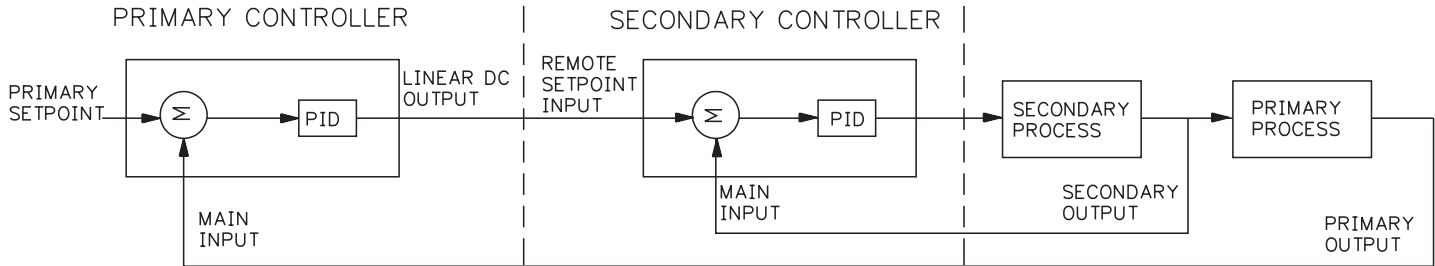 PRIMARY CONTROLLER
SECONDARY CONTROLLER
PRIMARY
SETPOINT
Σ
PID
LINEAR DC
OUTPUT
REMOTE
SETPOINT
INPUT
Σ
PID
SECONDARY
PROCESS
PRIMARY
PROCESS
MAIN
INPUT
MAIN
INPUT
SECONDARY
OUTPUT
PRIMARY
OUTPUT